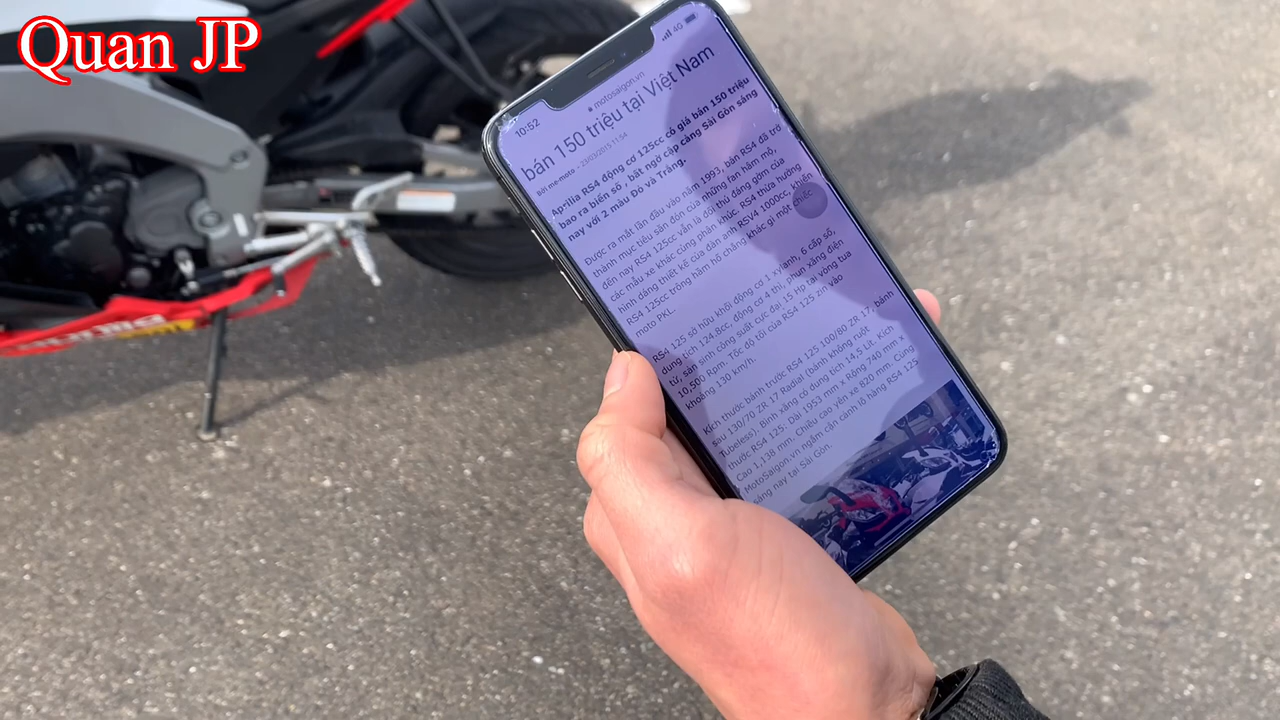 Quan JP
10:52
4G
motosaigon.vn
bán 150 triệu tại Việt Nam
Bởi me-moto - 23/03/2015 11:54
Aprilia RS4 động cơ 125cc có giá bán 150 triệu
bao ra biển số , bất ngờ cập cảng Sài Gòn sáng
nay với 2 màu Đỏ và Trắng.
Được ra mắt lần đầu vào năm 1993, bản RS4 đã trở
thành mục tiêu săn đón của những fan hâm mộ,
đến nay RS4 125cc vẫn là đối thủ đáng gờm của
các mẫu xe khác cùng phân khúc. RS4 thừa hưởng
hình dáng thiết kế của đàn anh RSV4 1000cc, khiến
RS4 125cc trông hầm hố chẳng khác gì một chiếc
moto PKL.
RS4 125 sở hữu khối động cơ 1 xylanh, 6 cấp số,
dung tích 124.8cc, động cơ 4 thì, phun xăng điện
tử, sản sinh công suất cực đại 15 Hp tại vòng tua
10,500 Rpm. Tốc độ tối của RS4 125 zin vào
khoảng 130 km/h.
Kích thước bánh trước RS4 125 100/80 ZR 17, bánh
sau 130/70 ZR 17 Radial (bánh không ruột
Tubeless). Bình xăng có dung tích 14,5 Lít. Kích
thước RS4 125: Dài 1953 mm x Rộng 740 mm x
Cao 1,138 mm. Chiều cao yên xe 820 mm. Cùng
MotoSaigon.vn ngắm cận cảnh lô hàng RS4 125
sáng nay tại Sài Gòn.